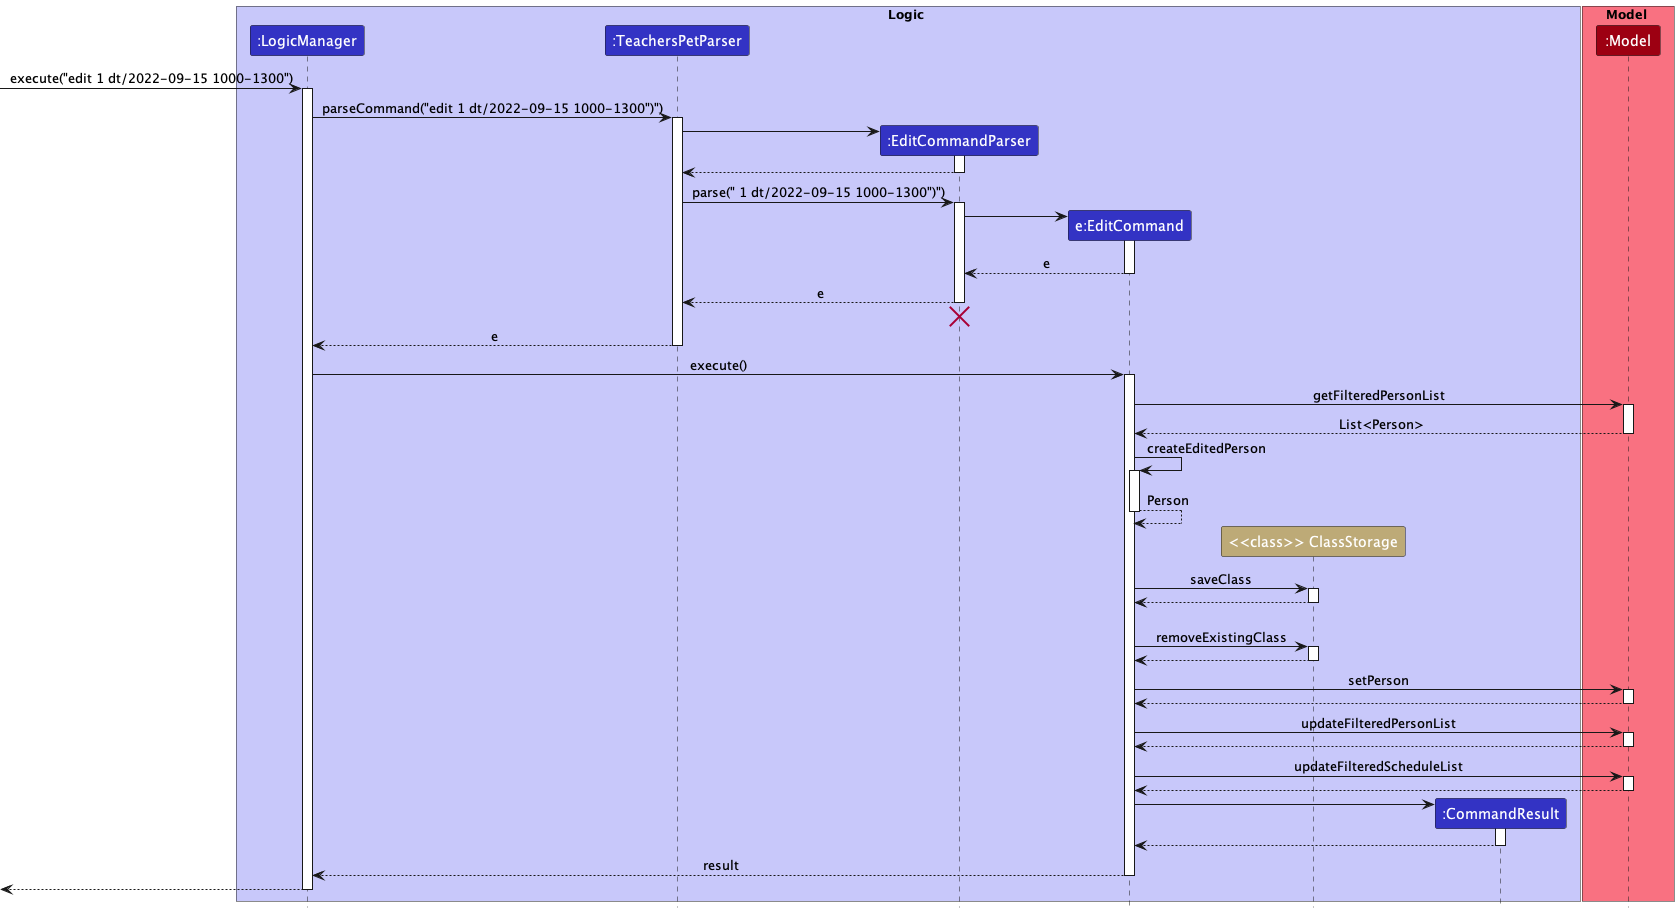 Logic
Model
:LogicManager
:TeachersPetParser
:Model
execute("edit 1 dt/2022-09-15 1000-1300")
parseCommand("edit 1 dt/2022-09-15 1000-1300")")
:EditCommandParser
parse(" 1 dt/2022-09-15 1000-1300")")
e:EditCommand
e
e
e
execute()
getFilteredPersonList
List<Person>
createEditedPerson
Person
<<class>> ClassStorage
saveClass
removeExistingClass
setPerson
updateFilteredPersonList
updateFilteredScheduleList
:CommandResult
result